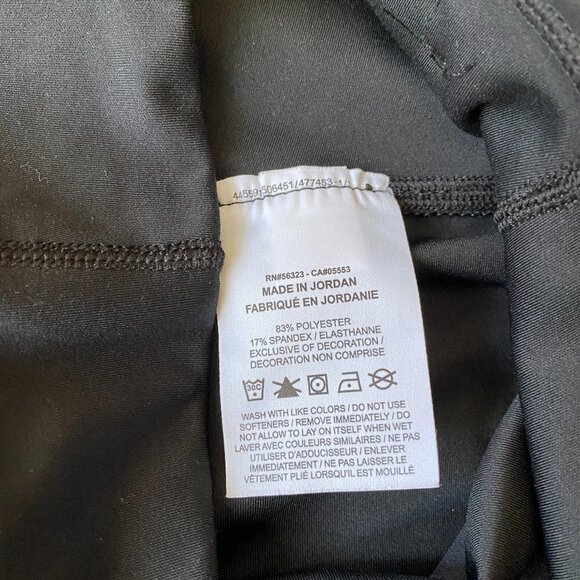 RN#56323 - CA#05553
MADE IN JORDAN
FABRIQUÉ EN JORDANIE
83% POLYESTER
17% SPANDEX / ELASTHANNE
EXCLUSIVE OF DECORATION /
DECORATION NON COMPRISE
30C
WASH WITH LIKE COLORS / DO NOT USE
SOFTENERS / REMOVE IMMEDIATELY / DO
NOT ALLOW TO LAY ON ITSELF WHEN WET
LAVER AVEC COULEURS SIMILAIRES / NE PAS
UTILISER D'ADOUCISSEUR / ENLEVER
IMMÉDIATEMENT / NE PAS LAISSER LE
VÊTEMENT PLIÉ LORSQU'IL EST MOUILLÉ